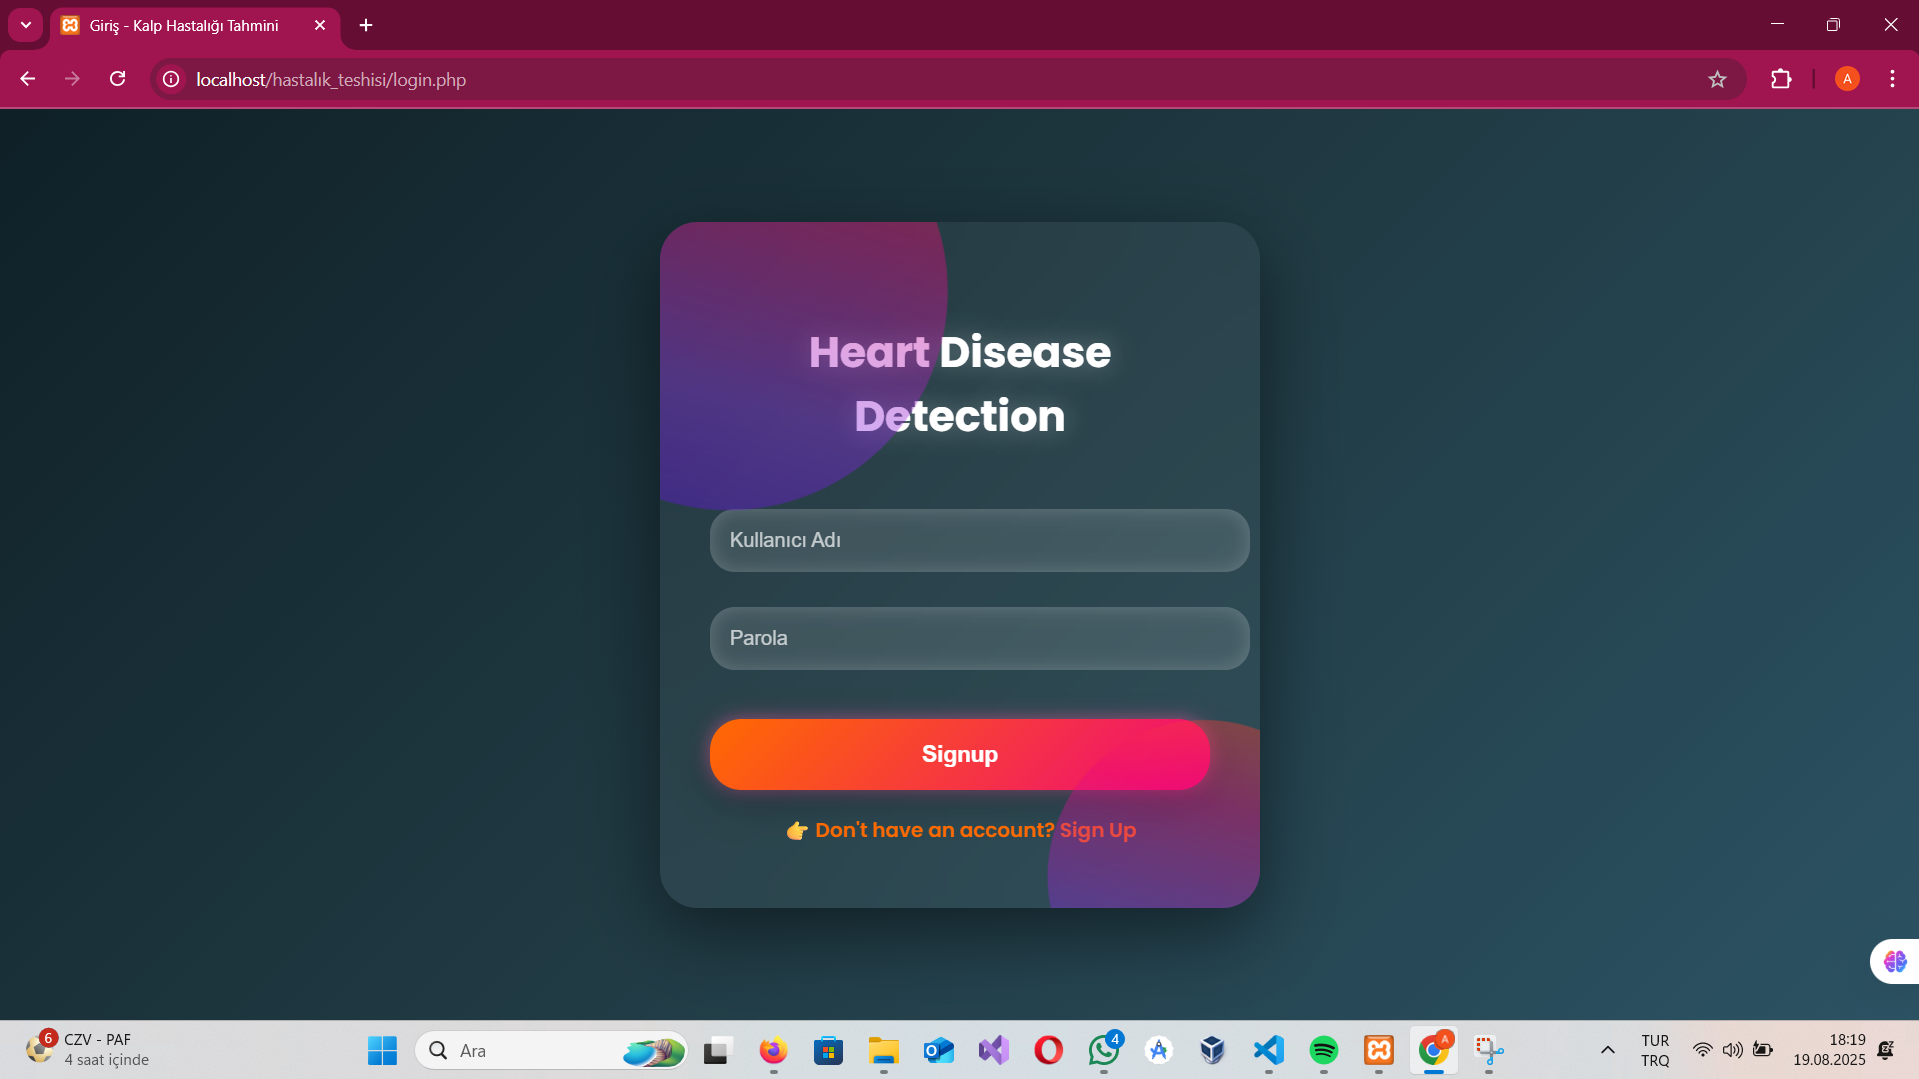 Giriş - Kalp Hastalığı Tahmini
localhost/hastalık_teshisi/login.php
A
Heart Disease
Detection
Kullanıcı Adı
Parola
Signup
👉 Don't have an account? Sign Up
6
CZV - PAF
4 saat içinde
Ara
4
A
TUR
TRQ
18:19
19.08.2025